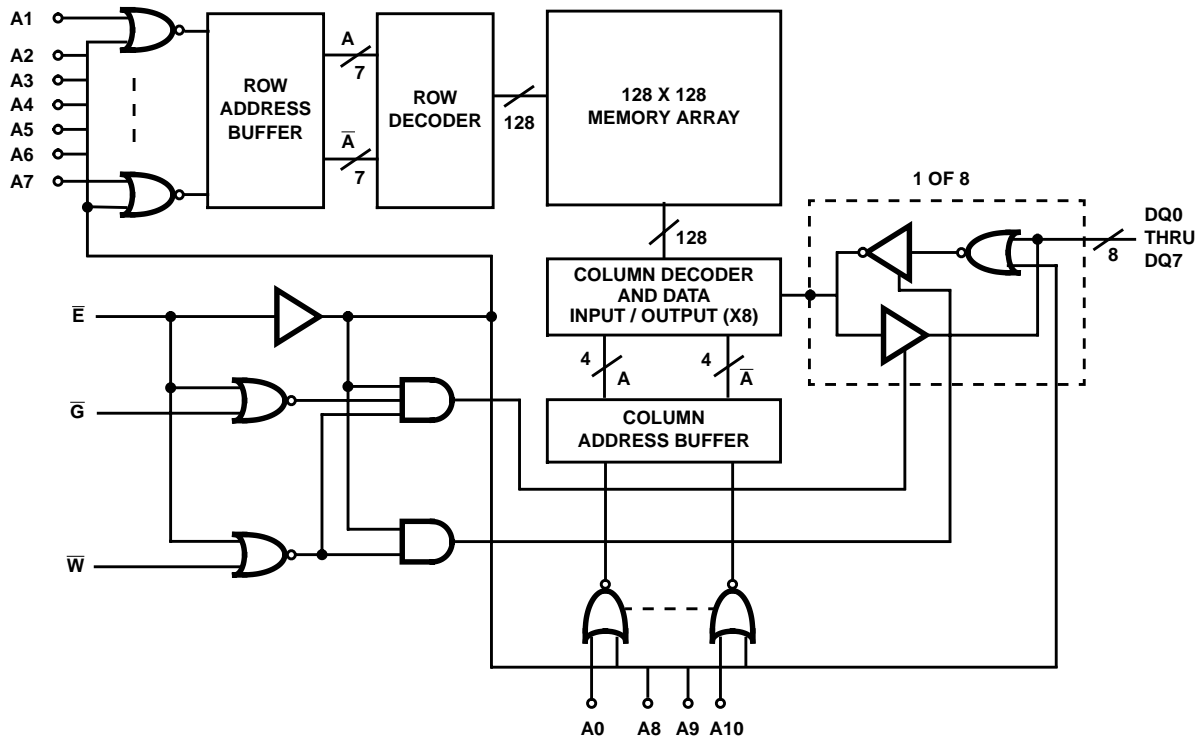 A1
A2
A3
A4
A5
A6
A7
ROW
ADDRESS
BUFFER
A
7
A̅
7
ROW
DECODER
128
128 X 128
MEMORY ARRAY
128
1 OF 8
DQ0
THRU
DQ7
8
COLUMN DECODER
AND DATA
INPUT / OUTPUT (X8)
4
A
4
A̅
COLUMN
ADDRESS BUFFER
E̅
G̅
W̅
A0
A8
A9
A10